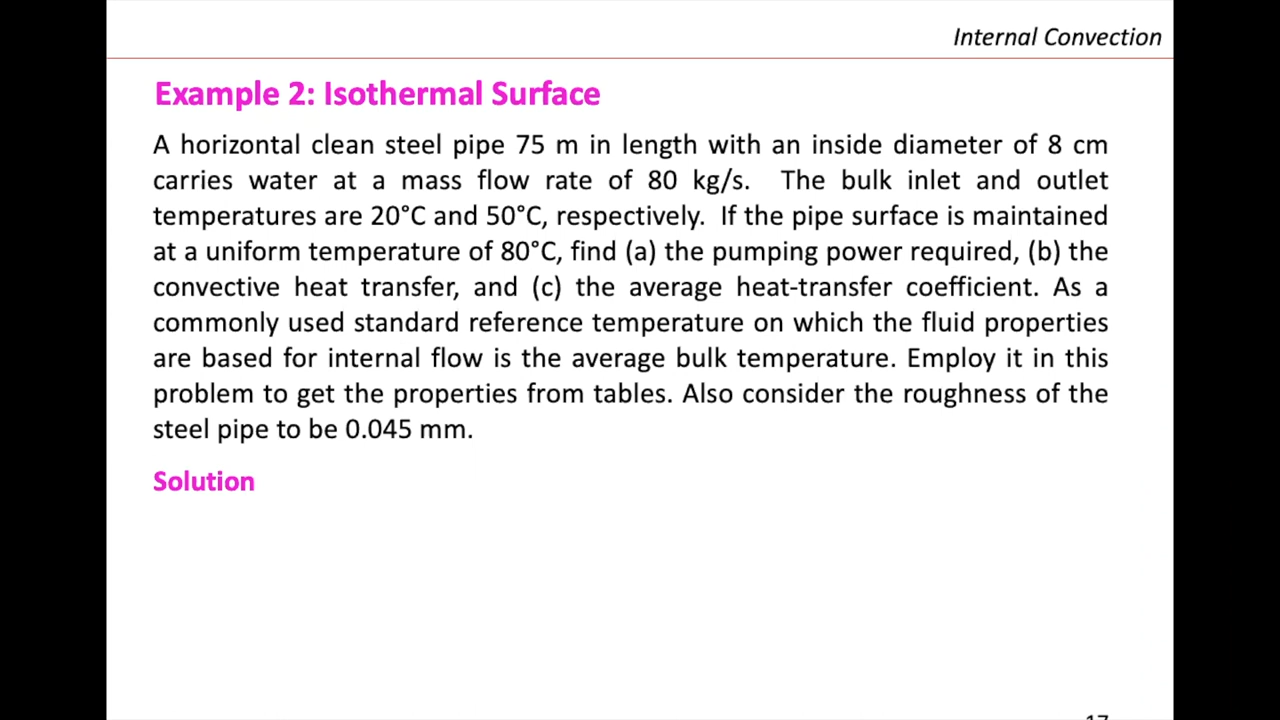 Internal Convection
Example 2: Isothermal Surface
A horizontal clean steel pipe 75 m in length with an inside diameter of 8 cm
carries water at a mass flow rate of 80 kg/s. The bulk inlet and outlet
temperatures are 20°C and 50°C, respectively. If the pipe surface is maintained
at a uniform temperature of 80°C, find (a) the pumping power required, (b) the
convective heat transfer, and (c) the average heat-transfer coefficient. As a
commonly used standard reference temperature on which the fluid properties
are based for internal flow is the average bulk temperature. Employ it in this
problem to get the properties from tables. Also consider the roughness of the
steel pipe to be 0.045 mm.
Solution